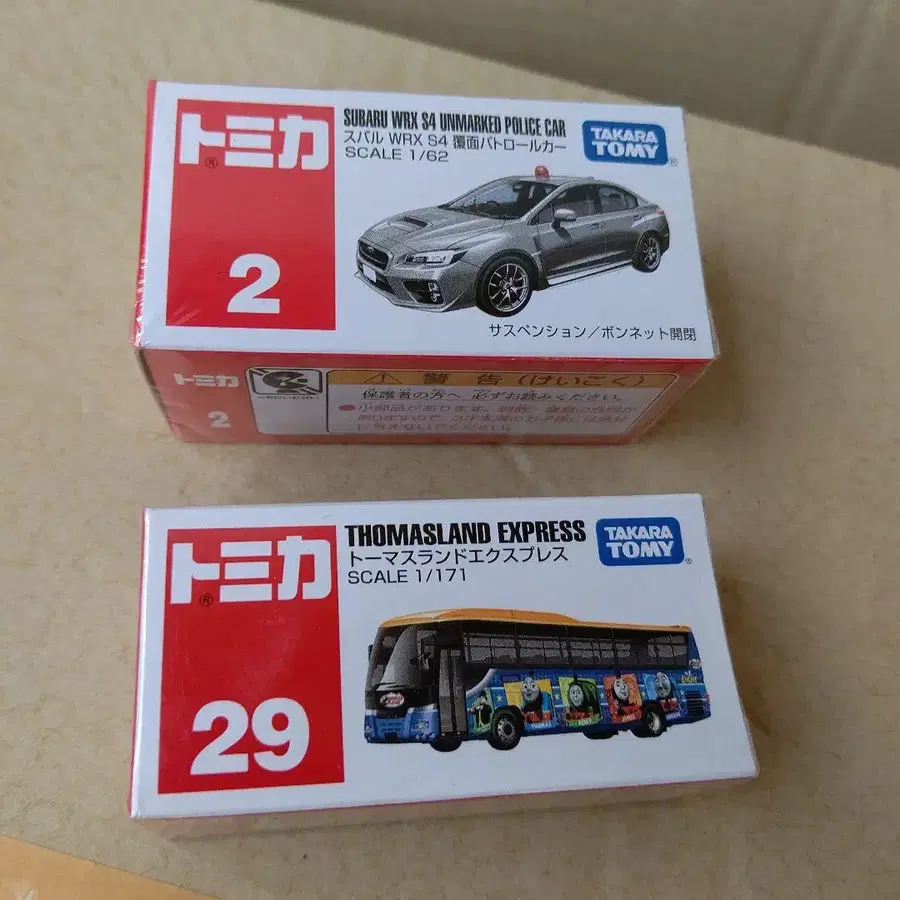 トミカ
®
2
SUBARU WRX S4 UNMARKED POLICE CAR
スバル WRX S4 覆面パトロールカー
SCALE 1/62
TAKARA
TOMY
®
サスペンション/ボンネット開閉
トミカ
2
警告(けいこく)
保護者の方へ 必ずお読みください。
トミカ
®
29
THOMASLAND EXPRESS
トーマスランドエクスプレス
SCALE 1/171
TAKARA
TOMY
®